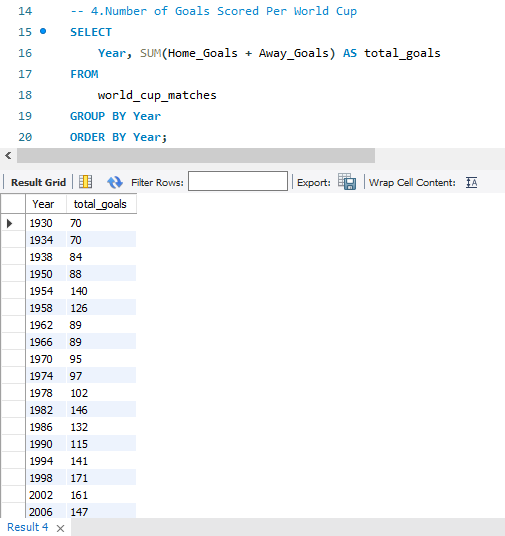 14 -- 4.Number of Goals Scored Per World Cup
15 SELECT
16 Year, SUM(Home_Goals + Away_Goals) AS total_goals
17 FROM
18 world_cup_matches
19 GROUP BY Year
20 ORDER BY Year;
Result Grid Filter Rows: Export: Wrap Cell Content:
Year total_goals
1930 70
1934 70
1938 84
1950 88
1954 140
1958 126
1962 89
1966 89
1970 95
1974 97
1978 102
1982 146
1986 132
1990 115
1994 141
1998 171
2002 161
2006 147
Result 4